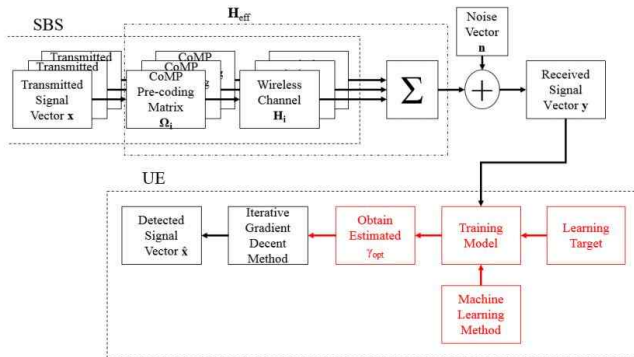 H_eff
SBS
Noise
Vector
n
Transmitted
Transmitted
Transmitted
Signal
Vector x
CoMP
CoMP
CoMP
Pre-coding
Matrix
Ω_i
Wireless
Channel
H_i
Σ
+
Received
Signal
Vector y
UE
Detected
Signal
Vector x̂
Iterative
Gradient
Decent
Method
Obtain
Estimated
γ_opt
Training
Model
Learning
Target
Machine
Learning
Method